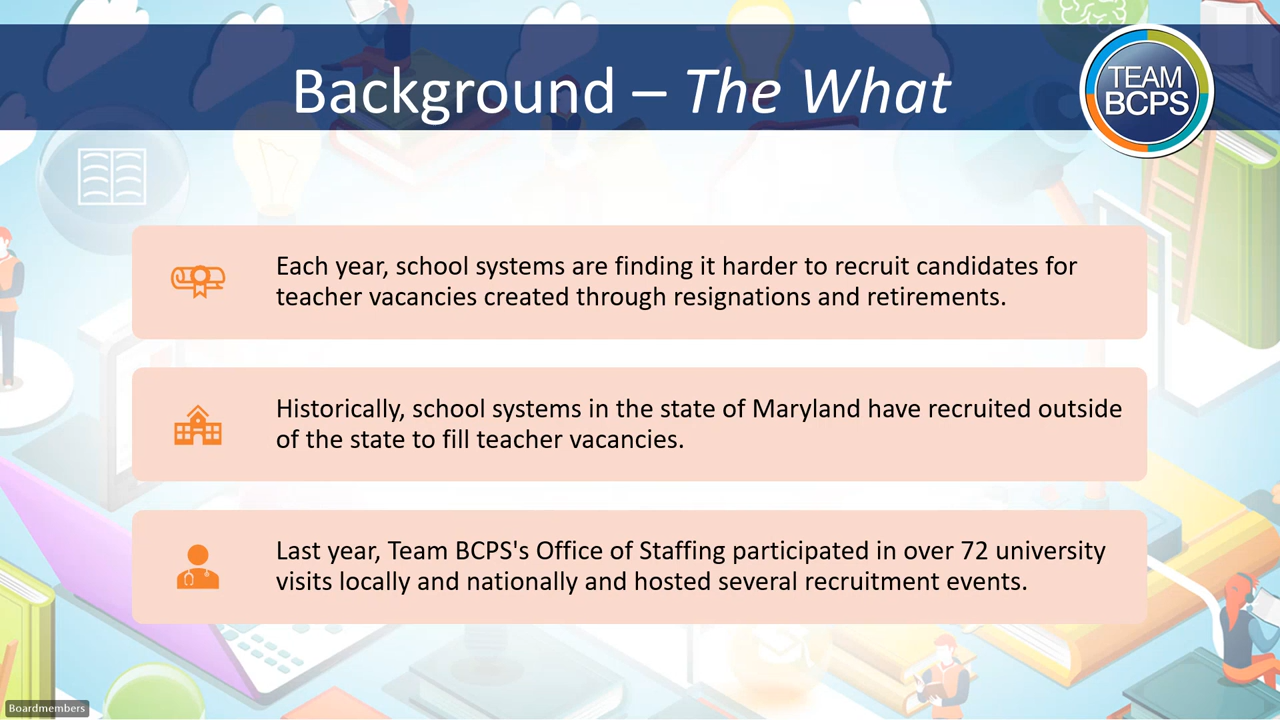 Background – The What
TEAM
BCPS
Each year, school systems are finding it harder to recruit candidates for
teacher vacancies created through resignations and retirements.
Historically, school systems in the state of Maryland have recruited outside
of the state to fill teacher vacancies.
Last year, Team BCPS's Office of Staffing participated in over 72 university
visits locally and nationally and hosted several recruitment events.
Boardmembers